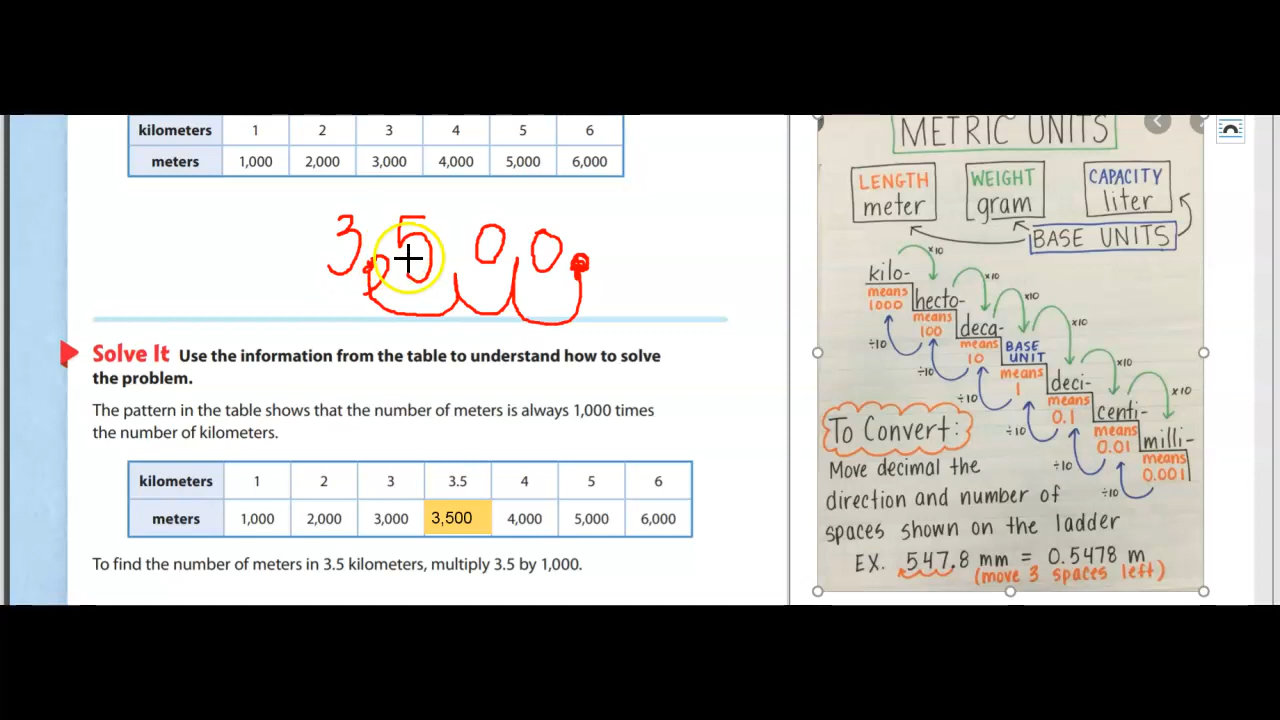 kilometers 1 2 3 4 5 6
meters 1,000 2,000 3,000 4,000 5,000 6,000
3.500.
Solve It Use the information from the table to understand how to solve
the problem.
The pattern in the table shows that the number of meters is always 1,000 times
the number of kilometers.
kilometers 1 2 3 3.5 4 5 6
meters 1,000 2,000 3,000 3,500 4,000 5,000 6,000
To find the number of meters in 3.5 kilometers, multiply 3.5 by 1,000.
METRIC UNITS
LENGTH
meter
WEIGHT
gram
CAPACITY
liter
BASE UNITS
kilo-
means
1000
hecto-
means
100
deca-
means
10
BASE
UNIT
means
1
deci-
means
0.1
centi-
means
0.01
milli-
means
0.001
x10
x10
x10
x10
x10
x10
÷10
÷10
÷10
÷10
÷10
÷10
To Convert:
Move decimal the
direction and number of
spaces shown on the ladder
EX. 547.8 mm = 0.5478 m
(move 3 spaces left)